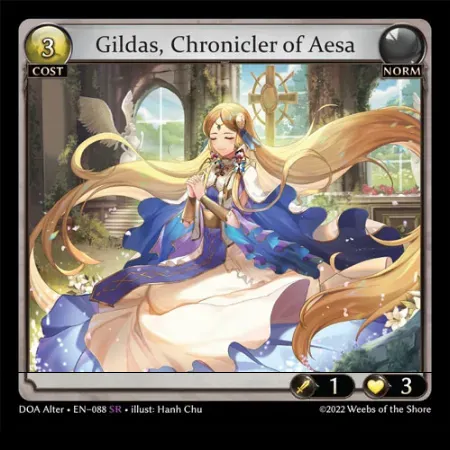 3
Gildas, Chronicler of Aesa
COST
NORM
1
3
DOA Alter • EN-088 SR • illust: Hanh Chu
©2022 Weebs of the Shore